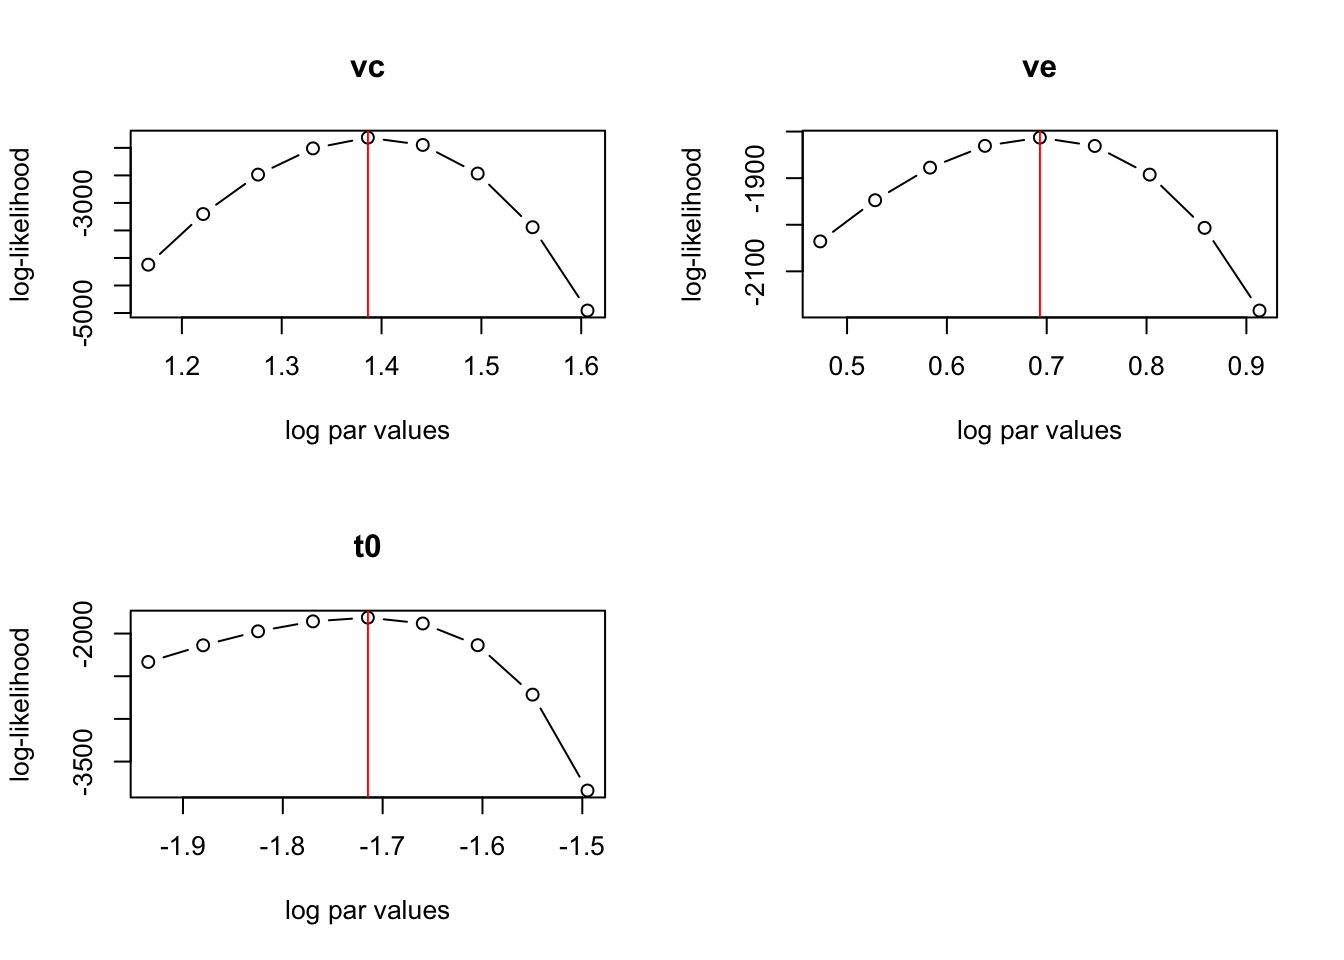 vc
log-likelihood
-3000
-5000
1.2 1.3 1.4 1.5 1.6
log par values
ve
log-likelihood
-1900
-2100
0.5 0.6 0.7 0.8 0.9
log par values
t0
log-likelihood
-2000
-3500
-1.9 -1.8 -1.7 -1.6 -1.5
log par values